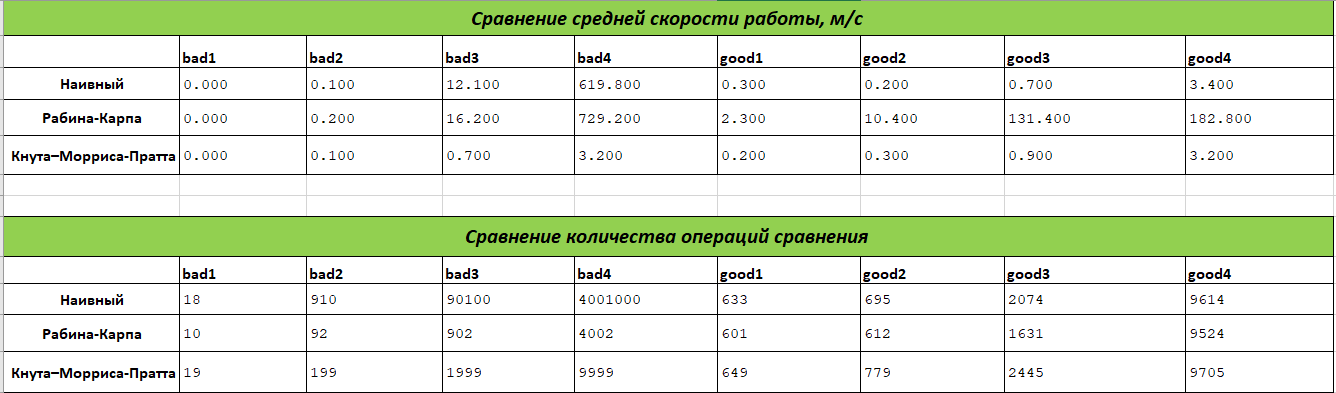 Сравнение средней скорости работы, м/с
bad1 bad2 bad3 bad4 good1 good2 good3 good4
Наивный 0.000 0.100 12.100 619.800 0.300 0.200 0.700 3.400
Рабина-Карпа 0.000 0.200 16.200 729.200 2.300 10.400 131.400 182.800
Кнута–Морриса-Пратта 0.000 0.100 0.700 3.200 0.200 0.300 0.900 3.200
Сравнение количества операций сравнения
bad1 bad2 bad3 bad4 good1 good2 good3 good4
Наивный 18 910 90100 4001000 633 695 2074 9614
Рабина-Карпа 10 92 902 4002 601 612 1631 9524
Кнута–Морриса-Пратта 19 199 1999 9999 649 779 2445 9705